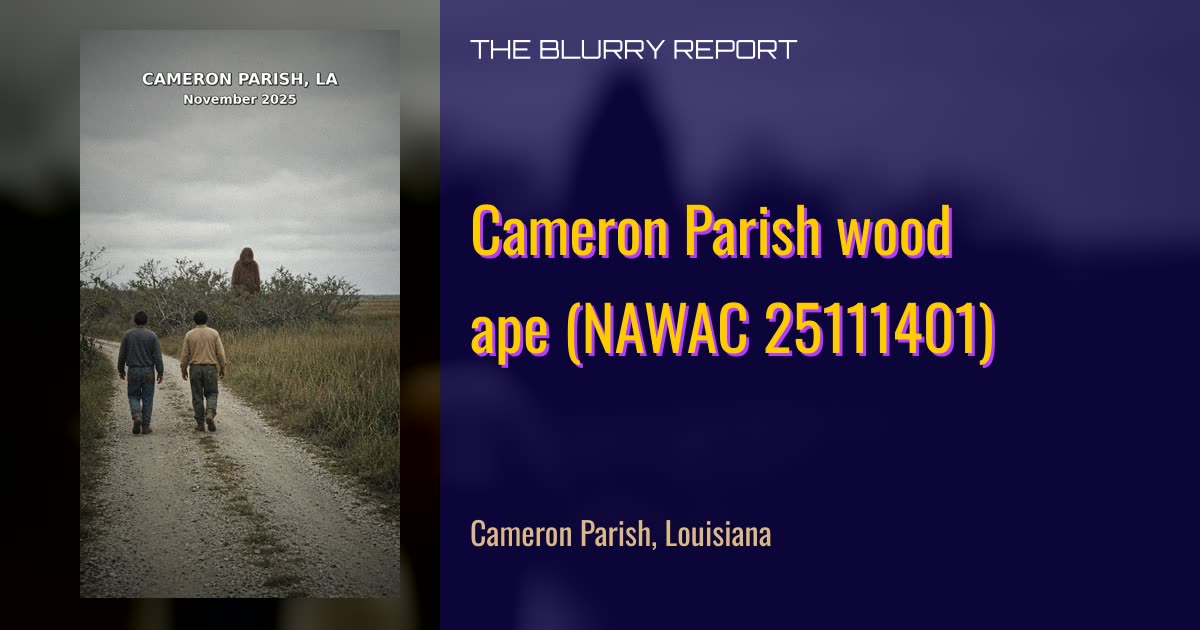 CAMERON PARISH, LA
November 2025
THE BLURRY REPORT
Cameron Parish wood
ape (NAWAC 25111401)
Cameron Parish, Louisiana